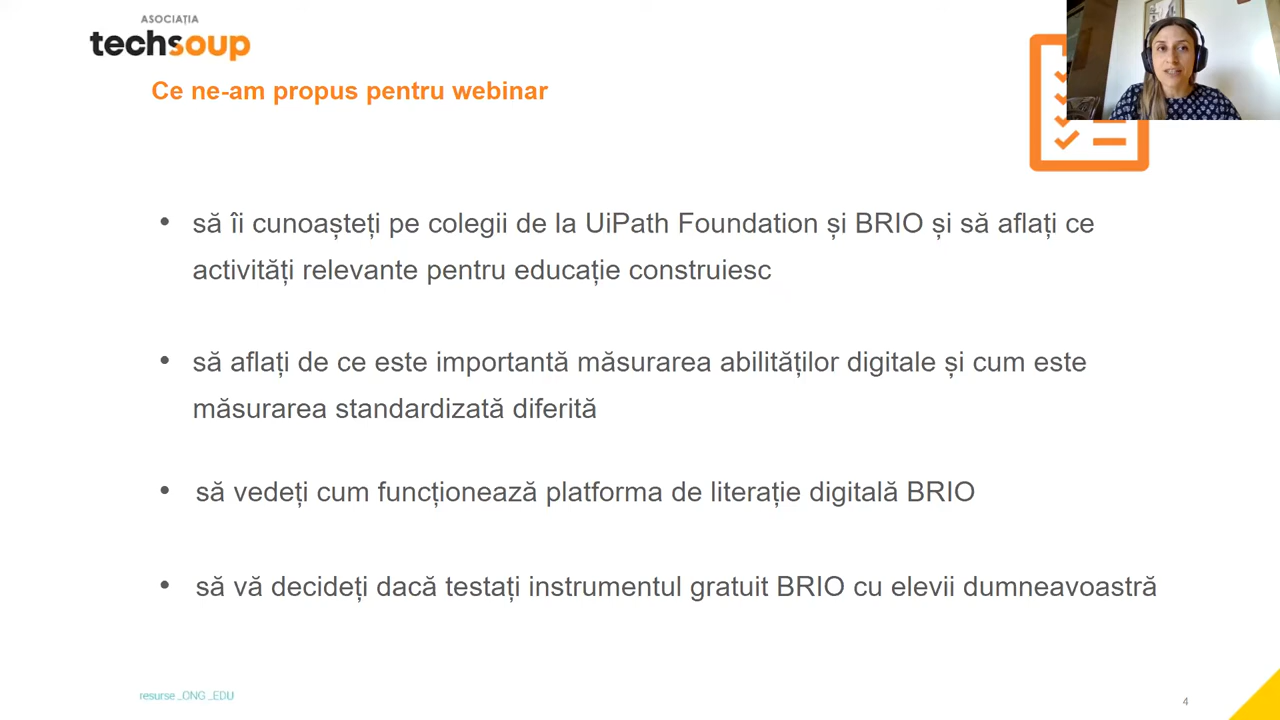 ASOCIAȚIA
techsoup
Ce ne-am propus pentru webinar
• să îi cunoașteți pe colegii de la UiPath Foundation și BRIO și să aflați ce
activități relevante pentru educație construiesc
• să aflați de ce este importantă măsurarea abilităților digitale și cum este
măsurarea standardizată diferită
• să vedeți cum funcționează platforma de literație digitală BRIO
• să vă decideți dacă testați instrumentul gratuit BRIO cu elevii dumneavoastră
resurse_ONG_EDU
4